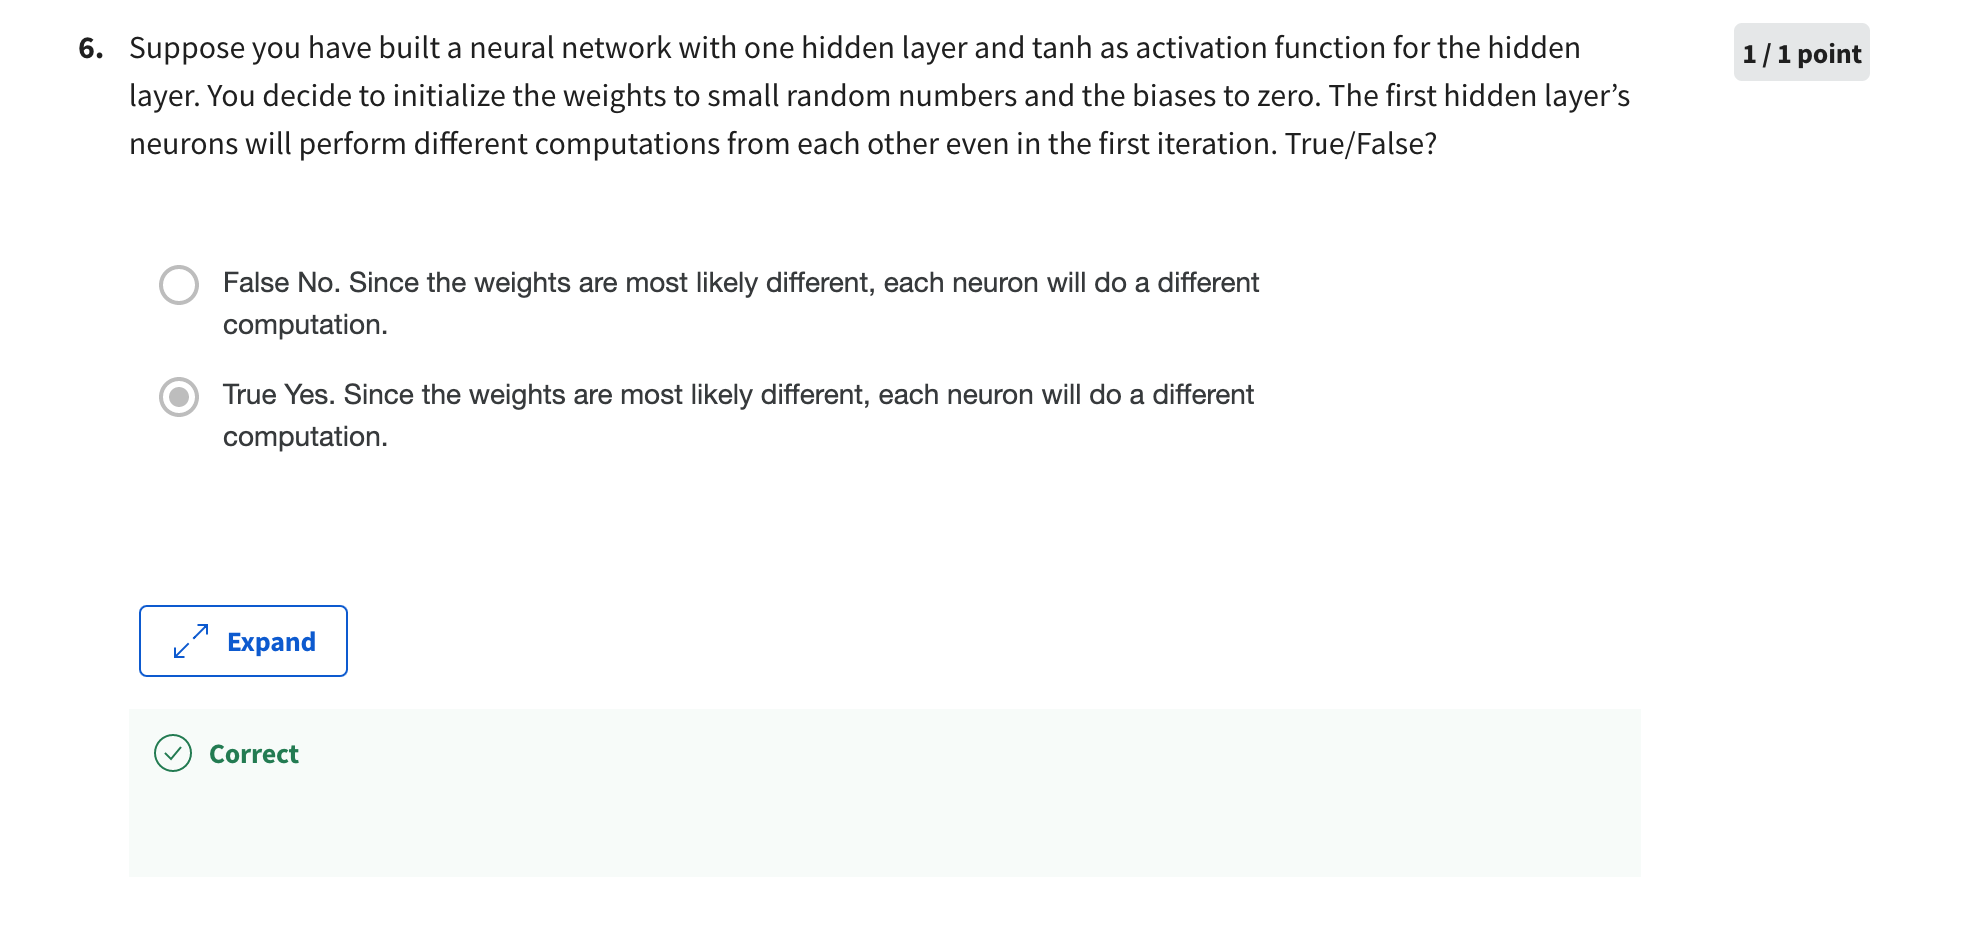 6. Suppose you have built a neural network with one hidden layer and tanh as activation function for the hidden
layer. You decide to initialize the weights to small random numbers and the biases to zero. The first hidden layer’s
neurons will perform different computations from each other even in the first iteration. True/False?
1 / 1 point
False No. Since the weights are most likely different, each neuron will do a different
computation.
True Yes. Since the weights are most likely different, each neuron will do a different
computation.
Expand
Correct